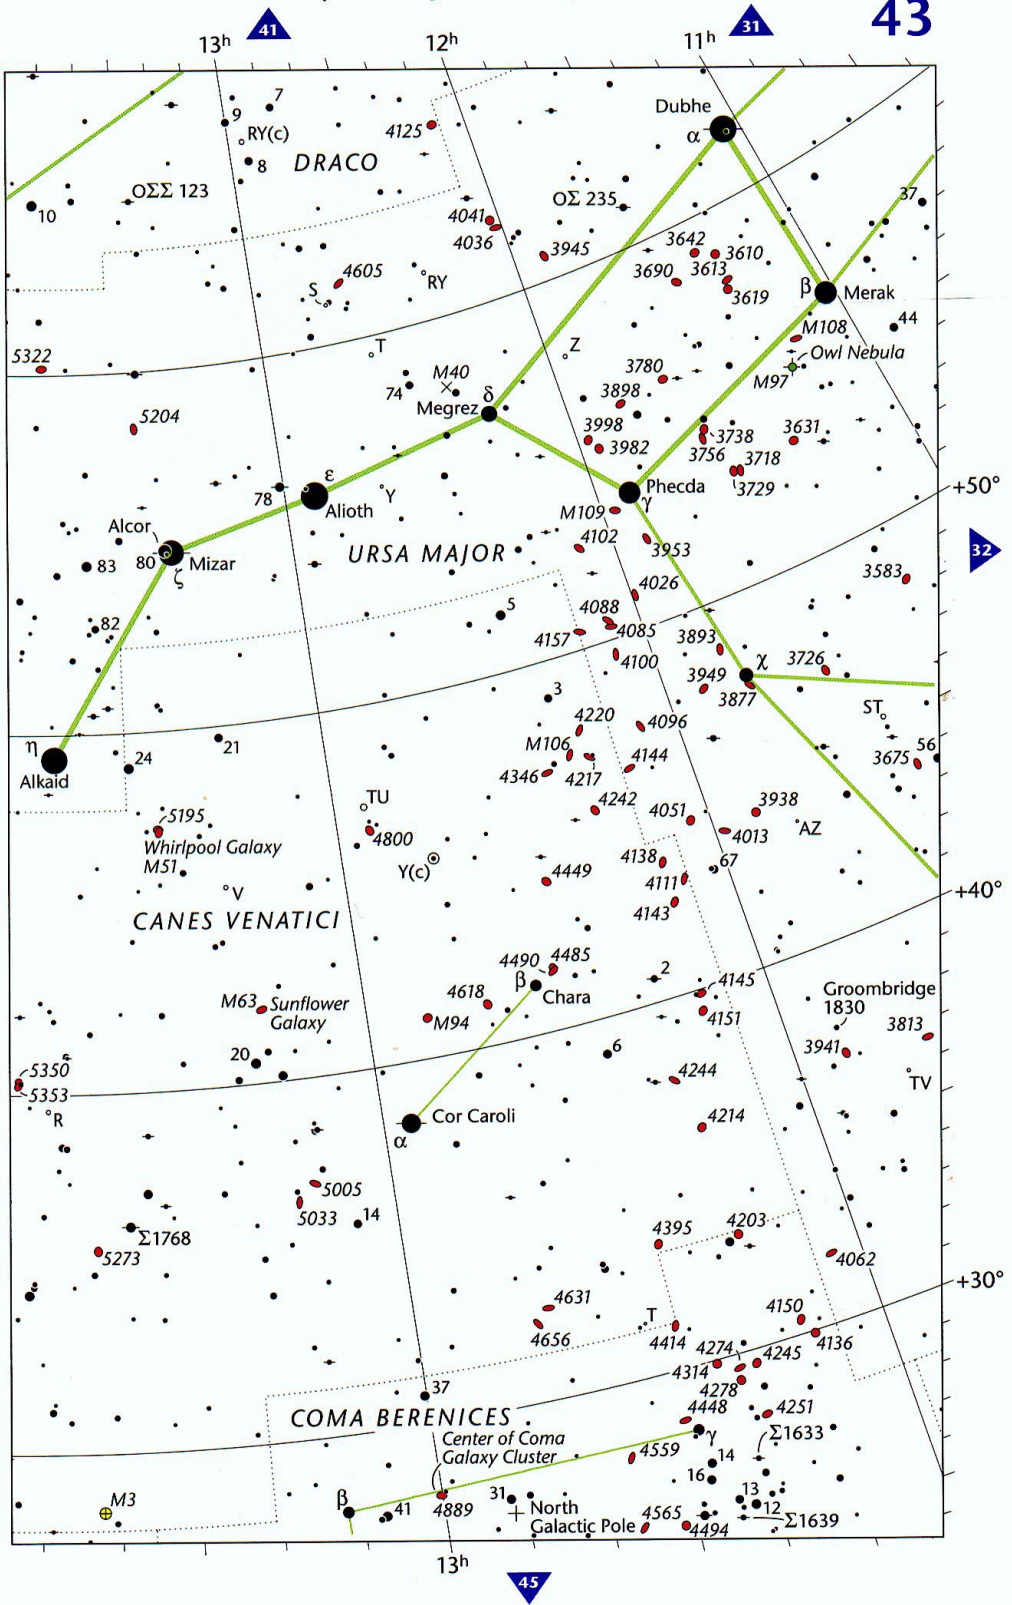 41
31
43
13h
12h
11h
Dubhe
α
7
9
RY(c)
8
4125
DRACO
ΟΣΣ 123
10
ΟΣ 235
37
4041
4036
3945
3642
3610
3690
3613
3619
4605
S
RY
β
Merak
44
T
Z
M108
Owl Nebula
M97
5322
M40
74
3780
3898
Megrez
δ
5204
3998
3982
3738
3756
3631
3718
3729
ε
78
Alioth
Y
Phecda
γ
+50°
M109
4102
3953
Alcor
80
Mizar
ζ
83
URSA MAJOR
32
3583
4026
82
5
4088
4085
4157
4100
3893
χ
3726
3949
3877
3
ST
η
Alkaid
24
21
4220
4096
M106
4346
4217
4144
3675
56
TU
4242
4051
3938
4013
AZ
5195
Whirlpool Galaxy
M51
4800
Y(c)
4138
67
V
4449
4111
4143
+40°
CANES VENATICI
4485
4490
β
Chara
2
4145
4151
Groombridge
1830
M63
Sunflower
Galaxy
4618
M94
3813
3941
20
6
5350
5353
R
4244
TV
Cor Caroli
α
4214
5005
5033
14
Σ1768
5273
4395
4203
4062
+30°
4631
4656
T
4414
4150
4136
4274
4245
4314
4278
37
4448
4251
COMA BERENICES
γ
Center of Coma
Galaxy Cluster
4559
Σ1633
14
16
M3
β
41
4889
31
North
Galactic Pole
13
12
4565
4494
Σ1639
13h
45